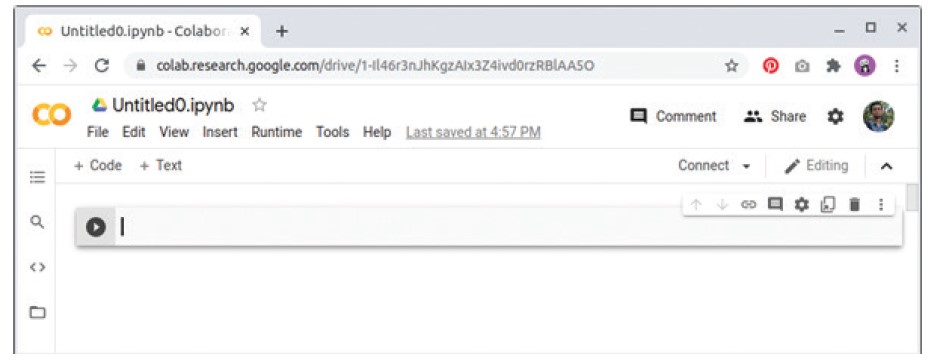 Untitled0.ipynb - Colabor
colab.research.google.com/drive/1-Il46r3nJhKgzAIx3Z4ivd0rzRBlAA5O
Untitled0.ipynb
Comment Share
File Edit View Insert Runtime Tools Help Last saved at 4:57 PM
+ Code + Text Connect Editing